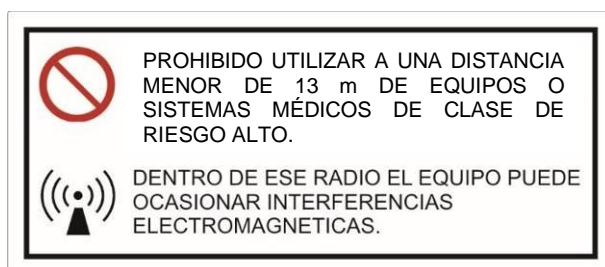 PROHIBIDO UTILIZAR A UNA DISTANCIA
MENOR DE 13 m DE EQUIPOS O
SISTEMAS MÉDICOS DE CLASE DE
RIESGO ALTO.
DENTRO DE ESE RADIO EL EQUIPO PUEDE
OCASIONAR INTERFERENCIAS
ELECTROMAGNETICAS.